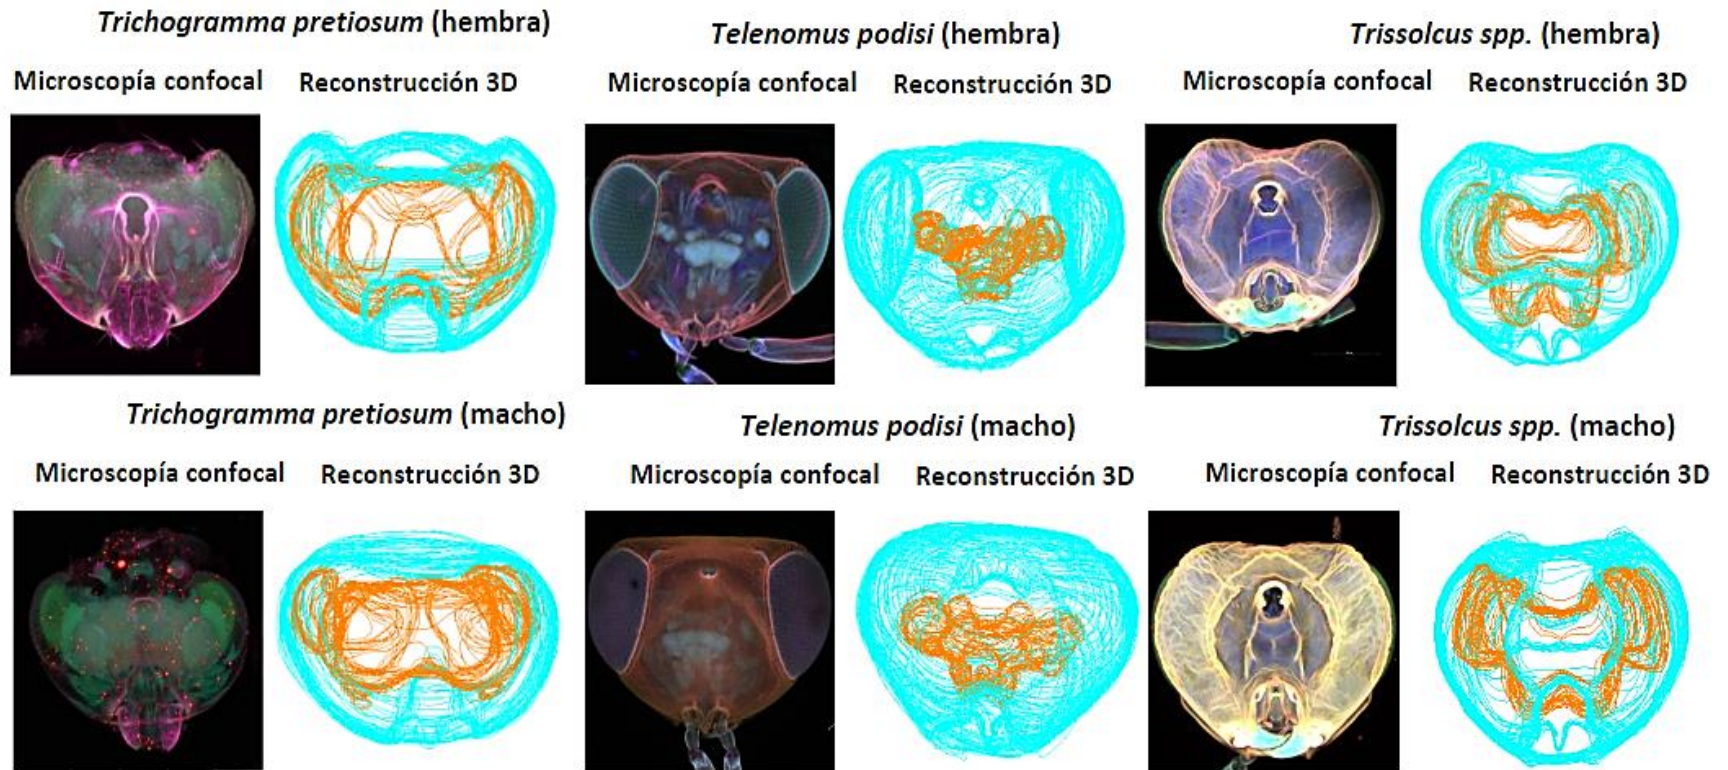 Trichogramma pretiosum (hembra)
Microscopía confocal Reconstrucción 3D
Telenomus podisi (hembra)
Microscopía confocal Reconstrucción 3D
Trissolcus spp. (hembra)
Microscopía confocal Reconstrucción 3D
Trichogramma pretiosum (macho)
Microscopía confocal Reconstrucción 3D
Telenomus podisi (macho)
Microscopía confocal Reconstrucción 3D
Trissolcus spp. (macho)
Microscopía confocal Reconstrucción 3D